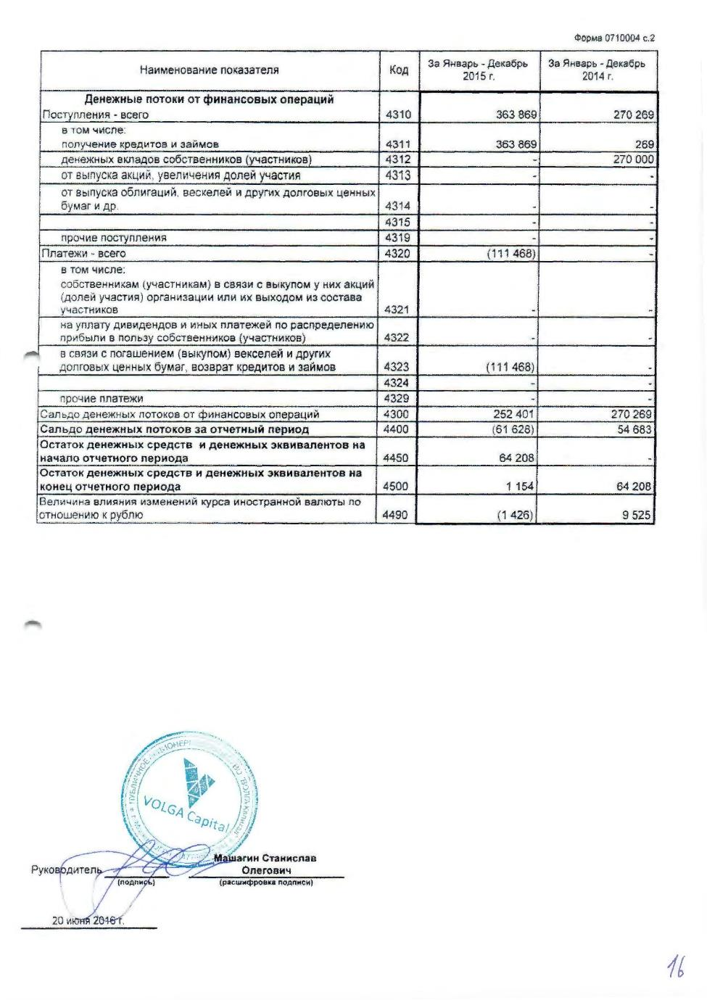 Форма 0710004 с.2
Наименование показателя Код За Январь - Декабрь 2015 г. За Январь - Декабрь 2014 г.
Денежные потоки от финансовых операций
Поступления - всего 4310 363 869 270 269
в том числе:
получение кредитов и займов 4311 363 869 269
денежных вкладов собственников (участников) 4312 - 270 000
от выпуска акций, увеличения долей участия 4313 - -
от выпуска облигаций, вескелей и других долговых ценных
бумаг и др. 4314 - -
4315 - -
прочие поступления 4319 - -
Платежи - всего 4320 (111 468) -
в том числе:
собственникам (участникам) в связи с выкупом у них акций
(долей участия) организации или их выходом из состава
участников 4321 - -
на уплату дивидендов и иных платежей по распределению
прибыли в пользу собственников (участников) 4322 - -
в связи с погашением (выкупом) векселей и других
долговых ценных бумаг, возврат кредитов и займов 4323 (111 468) -
4324 - -
прочие платежи 4329 - -
Сальдо денежных потоков от финансовых операций 4300 252 401 270 269
Сальдо денежных потоков за отчетный период 4400 (61 628) 54 683
Остаток денежных средств и денежных эквивалентов на
начало отчетного периода 4450 64 208 -
Остаток денежных средств и денежных эквивалентов на
конец отчетного периода 4500 1 154 64 208
Величина влияния изменений курса иностранной валюты по
отношению к рублю 4490 (1 426) 9 525
ПУБЛИЧНОЕ "ВОЛГА Капитал"
VOLGA Capital
Руководитель Машагин Станислав
Олегович
(подпись) (расшифровка подписи)
20 июня 2016 г.
16